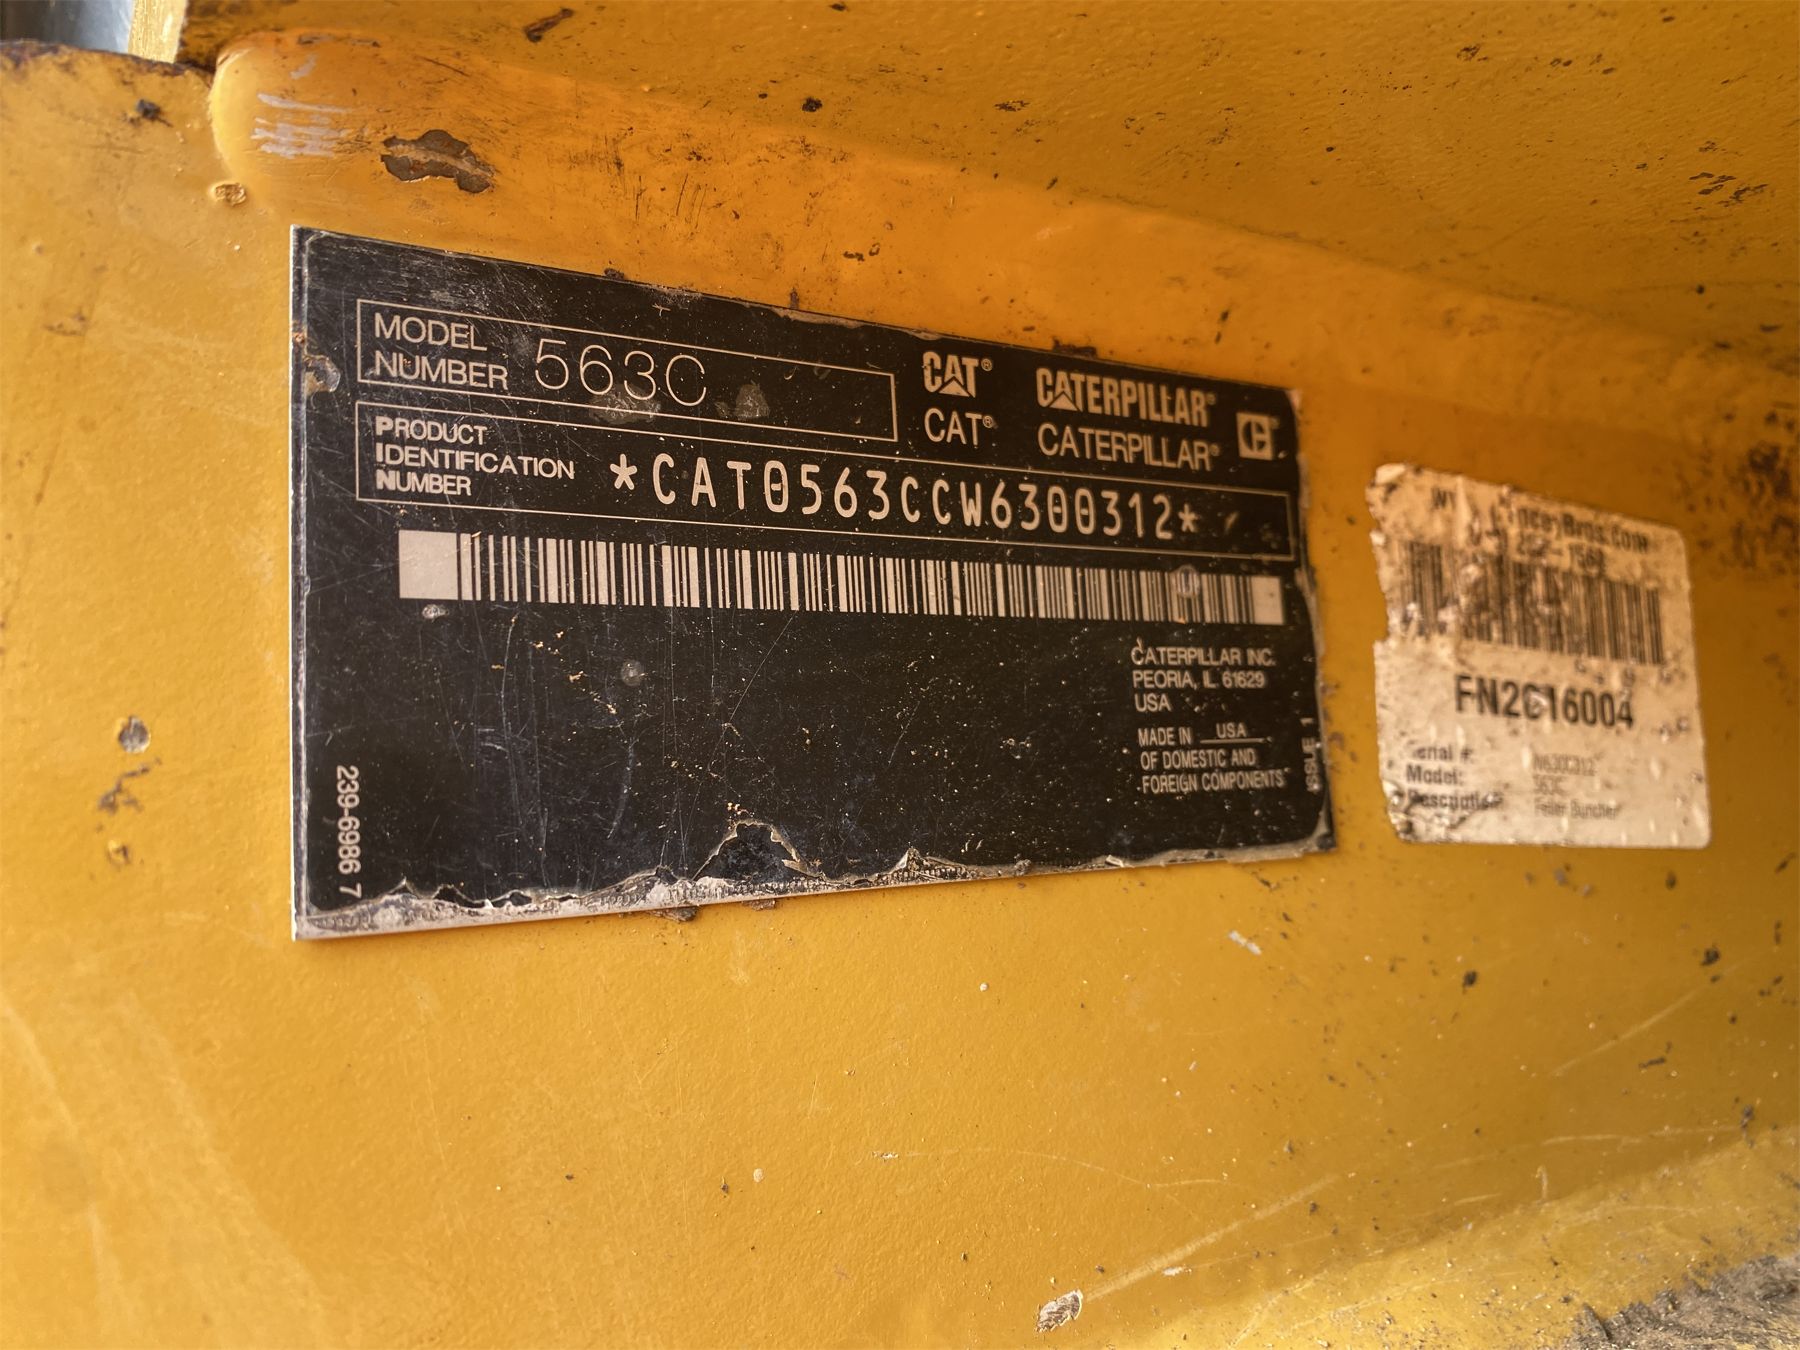 MODEL
NUMBER 563C
CAT® CATERPILLAR®
CAT® CATERPILLAR®
PRODUCT
IDENTIFICATION
NUMBER
*CAT0563CCW6300312*
CATERPILLAR INC.
PEORIA, IL 61629
USA
MADE IN USA
OF DOMESTIC AND
FOREIGN COMPONENTS
ISSUE 1
239-6986 7
FN2C16004
Serial #:
Model: 563C
Description: Feller Buncher